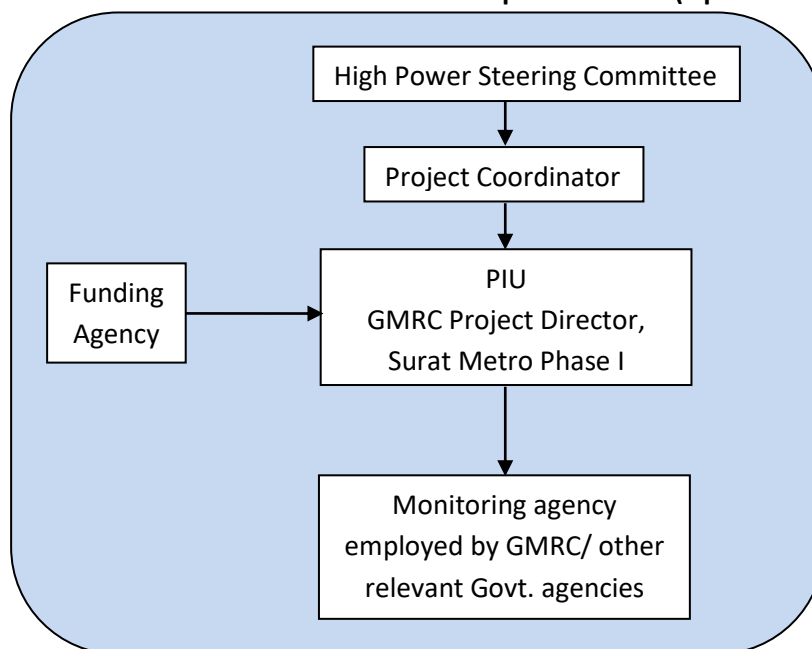 High Power Steering Committee
Project Coordinator
Funding
Agency
PIU
GMRC Project Director,
Surat Metro Phase I
Monitoring agency
employed by GMRC/ other
relevant Govt. agencies